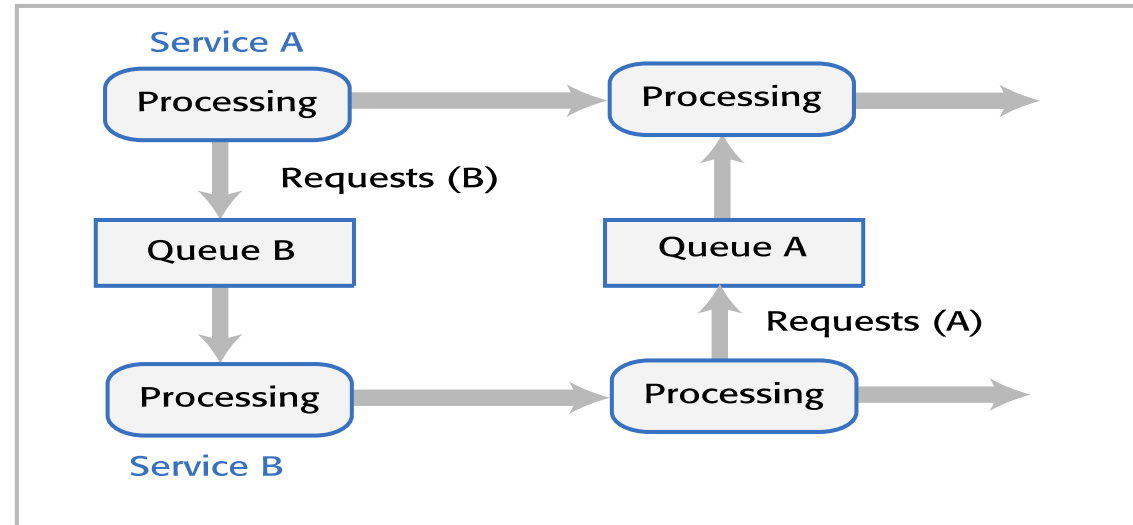 Service A
Processing
Processing
Requests (B)
Queue B
Queue A
Requests (A)
Processing
Processing
Service B